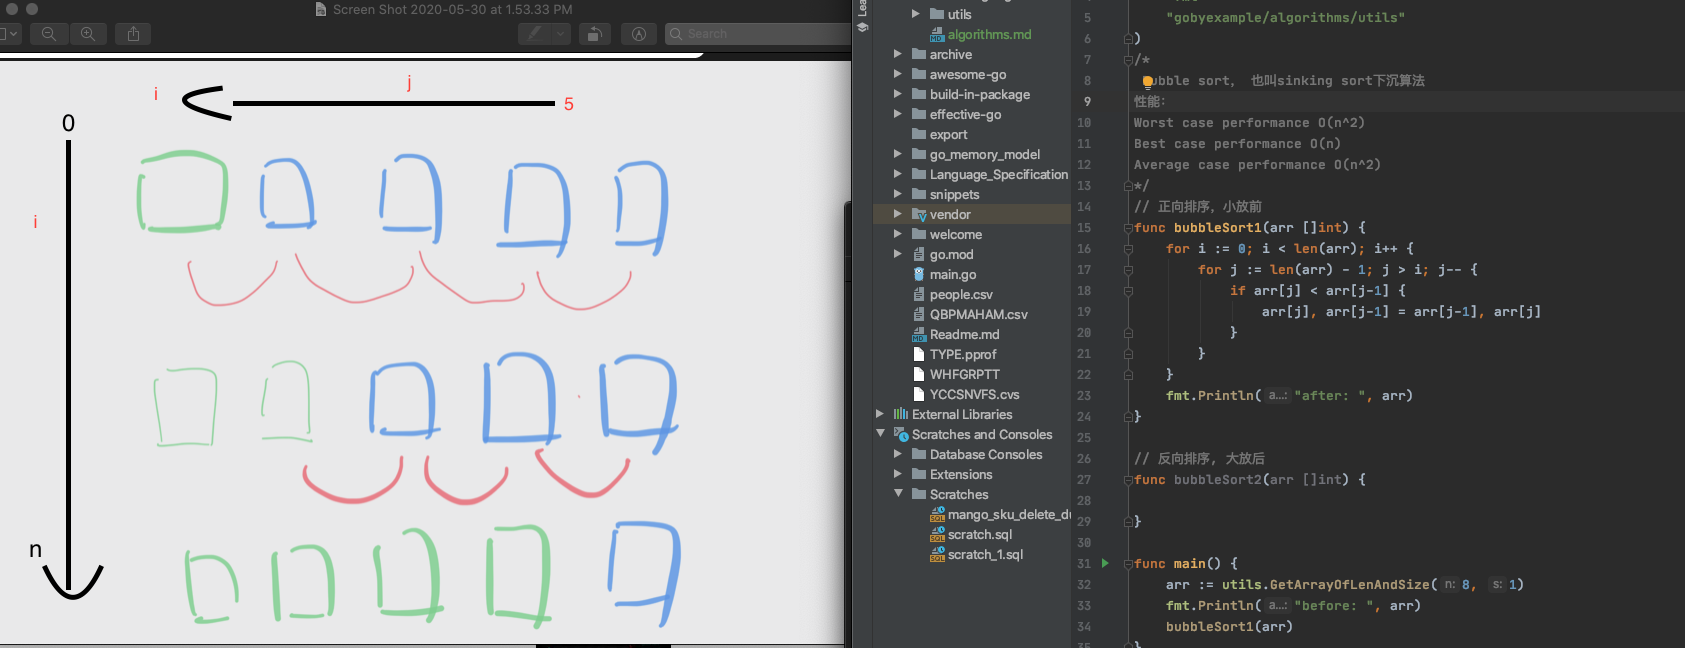 Screen Shot 2020-05-30 at 1.53.33 PM
Search
i
j
5
0
i
n
utils
algorithms.md
archive
awesome-go
build-in-package
effective-go
export
go_memory_model
Language_Specification
snippets
vendor
welcome
go.mod
main.go
people.csv
QBPMAHAM.csv
Readme.md
TYPE.pprof
WHFGRPTT
YCCSNVFS.cvs
External Libraries
Scratches and Consoles
Database Consoles
Extensions
Scratches
mango_sku_delete_du
scratch.sql
scratch_1.sql
5 "gobyexample/algorithms/utils"
6 )
7 /*
8 ubble sort, 也叫sinking sort下沉算法
9 性能:
10 Worst case performance O(n^2)
11 Best case performance O(n)
12 Average case performance O(n^2)
13 */
14 // 正向排序，小放前
15 func bubbleSort1(arr []int) {
16 for i := 0; i < len(arr); i++ {
17 for j := len(arr) - 1; j > i; j-- {
18 if arr[j] < arr[j-1] {
19 arr[j], arr[j-1] = arr[j-1], arr[j]
20 }
21 }
22 }
23 fmt.Println( a...: "after: ", arr)
24 }
25
26 // 反向排序, 大放后
27 func bubbleSort2(arr []int) {
28
29 }
30
31 func main() {
32 arr := utils.GetArrayOfLenAndSize( n: 8, s: 1)
33 fmt.Println( a...: "before: ", arr)
34 bubbleSort1(arr)
35 }